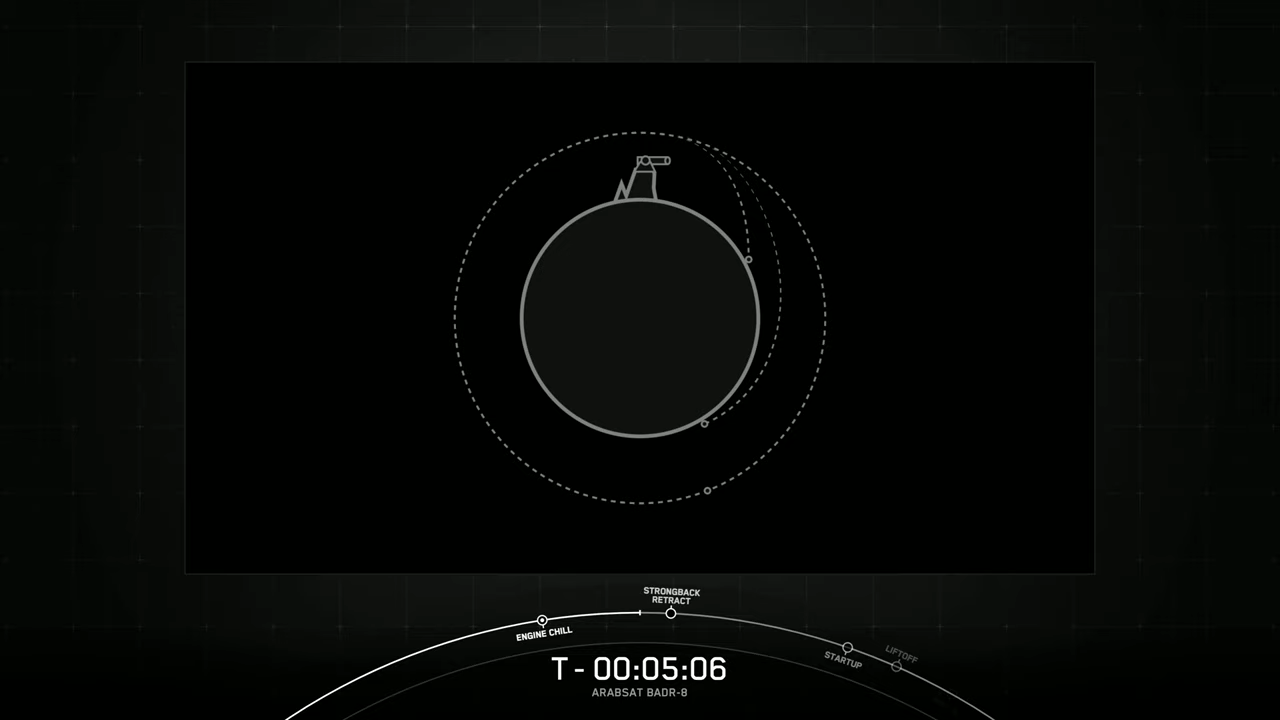 STRONGBACK
RETRACT
ENGINE CHILL
STARTUP
LIFTOFF
T - 00:05:06
ARABSAT BADR-8